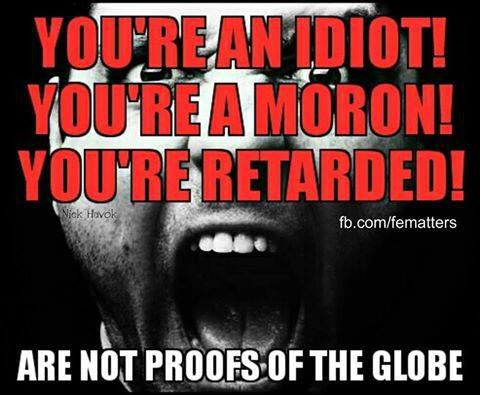 YOU'RE AN IDIOT!
YOU'RE A MORON!
YOU'RE RETARDED!
Nick Havok
fb.com/fematters
ARE NOT PROOFS OF THE GLOBE